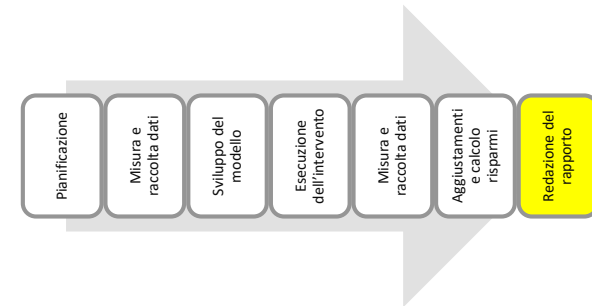 Pianificazione
Misura e
raccolta dati
Sviluppo del
modello
Esecuzione
dell'intervento
Misura e
raccolta dati
Aggiustamenti
e calcolo
risparmi
Redazione del
rapporto